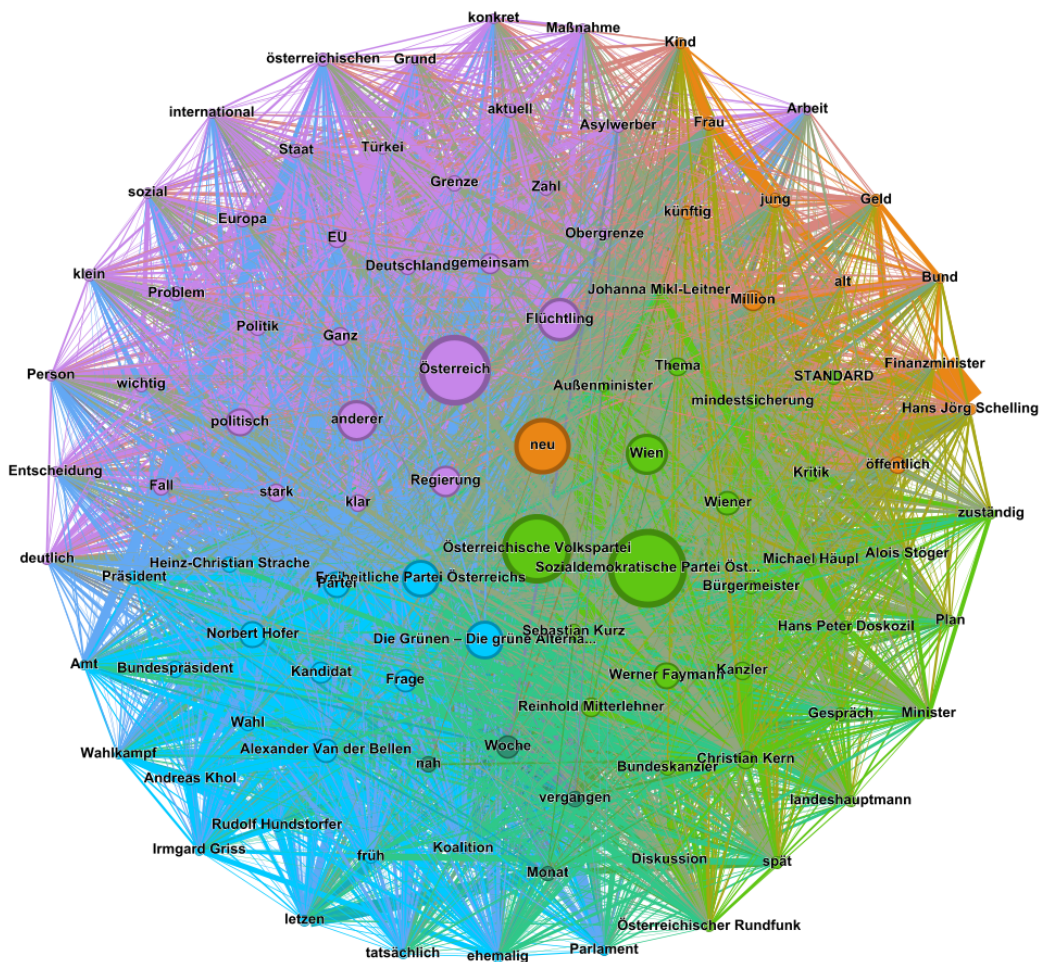 konkret
Maßnahme
Kind
österreichischen
Grund
international
aktuell
Asylwerber
Frau
Arbeit
Staat
Türkei
sozial
Grenze
Zahl
künftig
jung
Geld
Europa
EU
Obergrenze
klein
Problem
Deutschland
gemeinsam
Johanna Mikl-Leitner
Million
alt
Bund
Politik
Ganz
Flüchtling
Person
wichtig
Österreich
Außenminister
Thema
STANDARD
Finanzminister
mindestsicherung
Hans Jörg Schelling
politisch
anderer
neu
Wien
Entscheidung
Fall
stark
klar
Regierung
Wiener
Kritik
öffentlich
zuständig
deutlich
Präsident
Heinz-Christian Strache
Partei
Freiheitliche Partei Österreichs
Österreichische Volkspartei
Sozialdemokratische Partei Öst...
Michael Häupl
Alois Stöger
Bürgermeister
Norbert Hofer
Die Grünen – Die grüne Alterna...
Sebastian Kurz
Hans Peter Doskozil
Plan
Amt
Bundespräsident
Kandidat
Frage
Werner Faymann
Kanzler
Reinhold Mitterlehner
Gespräch
Minister
Wahlkampf
Wahl
Alexander Van der Bellen
Woche
nah
Bundeskanzler
Christian Kern
Andreas Khol
vergangen
landeshauptmann
Rudolf Hundstorfer
Irmgard Griss
früh
Koalition
Monat
Diskussion
spät
letzen
tatsächlich
ehemalig
Parlament
Österreichischer Rundfunk